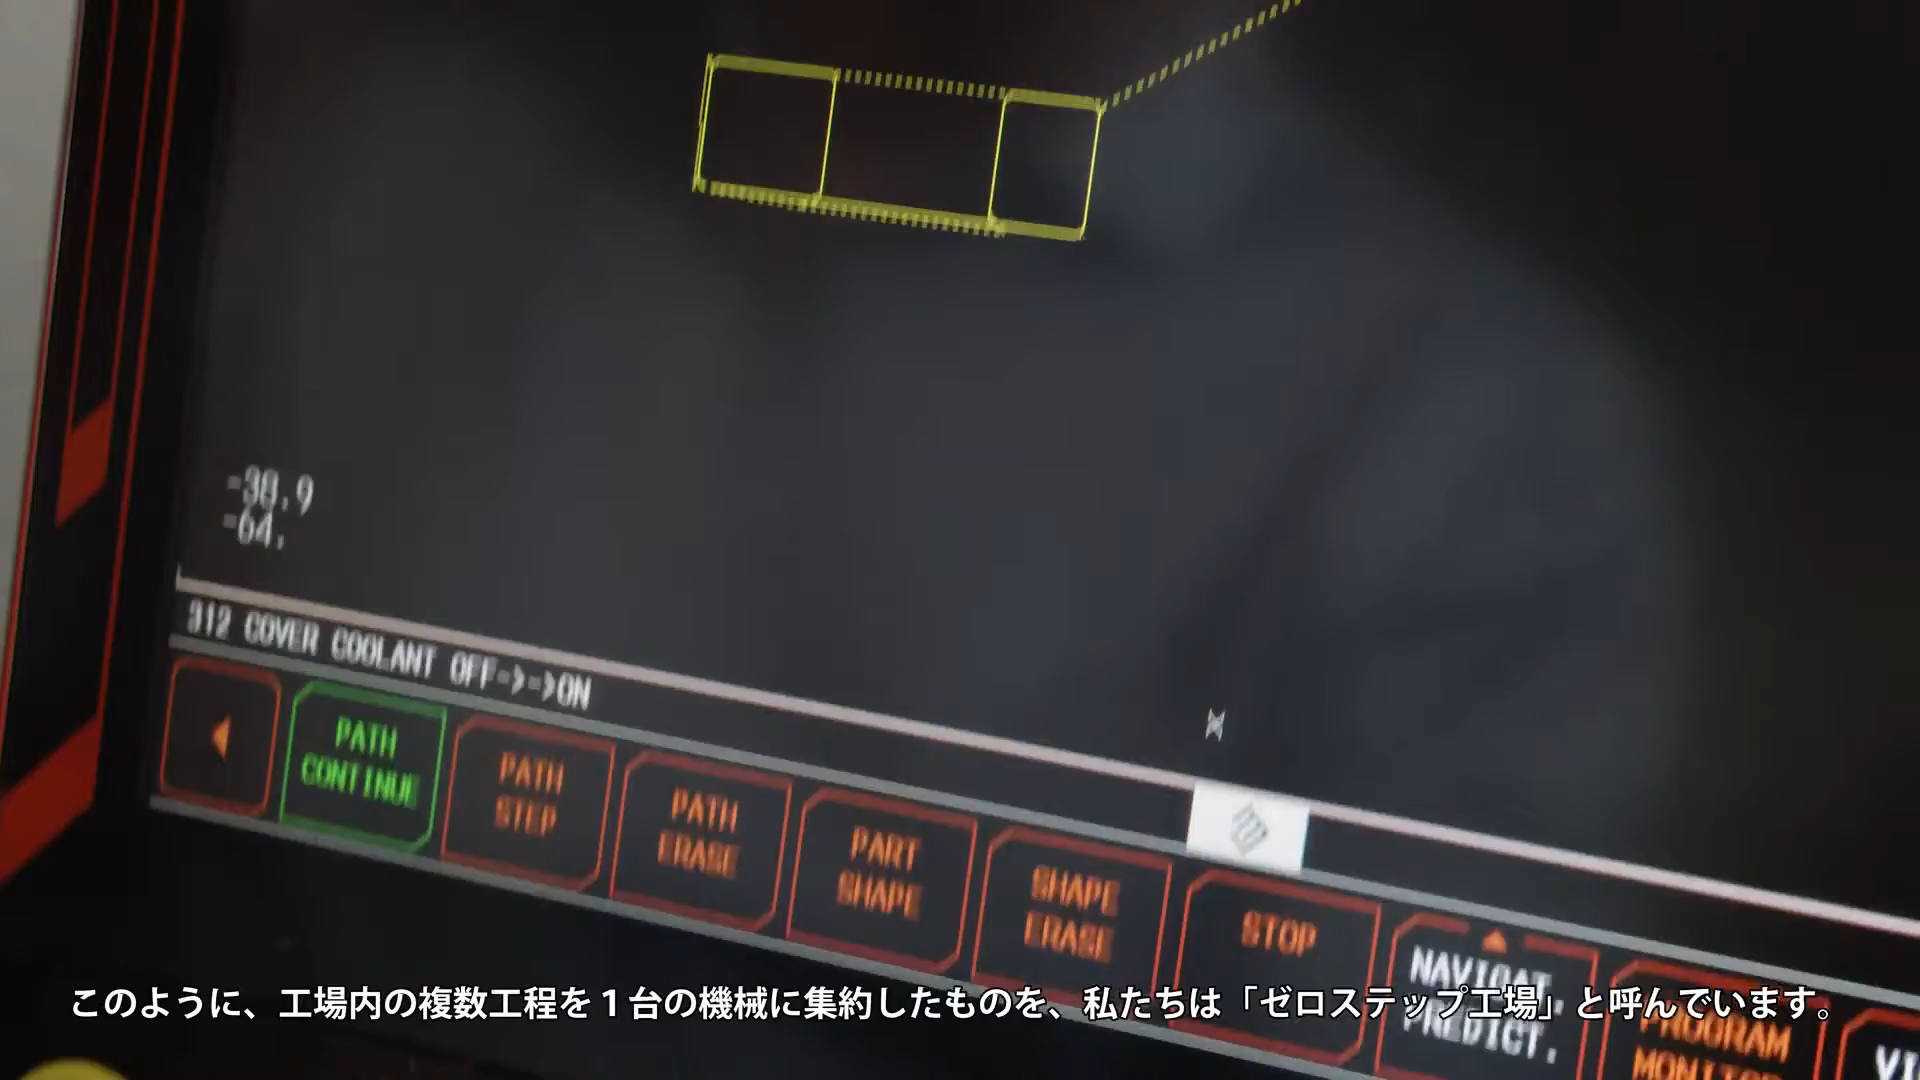 -38.9
-64.
312 COVER COOLANT OFF=>=>ON
PATH
CONTINUE
PATH
STEP
PATH
ERASE
PART
SHAPE
SHAPE
ERASE
STOP
NAVIGAT.
PREDICT.
PROGRAM
このように、工場内の複数工程を１台の機械に集約したものを、私たちは「ゼロステップ工場」と呼んでいます。